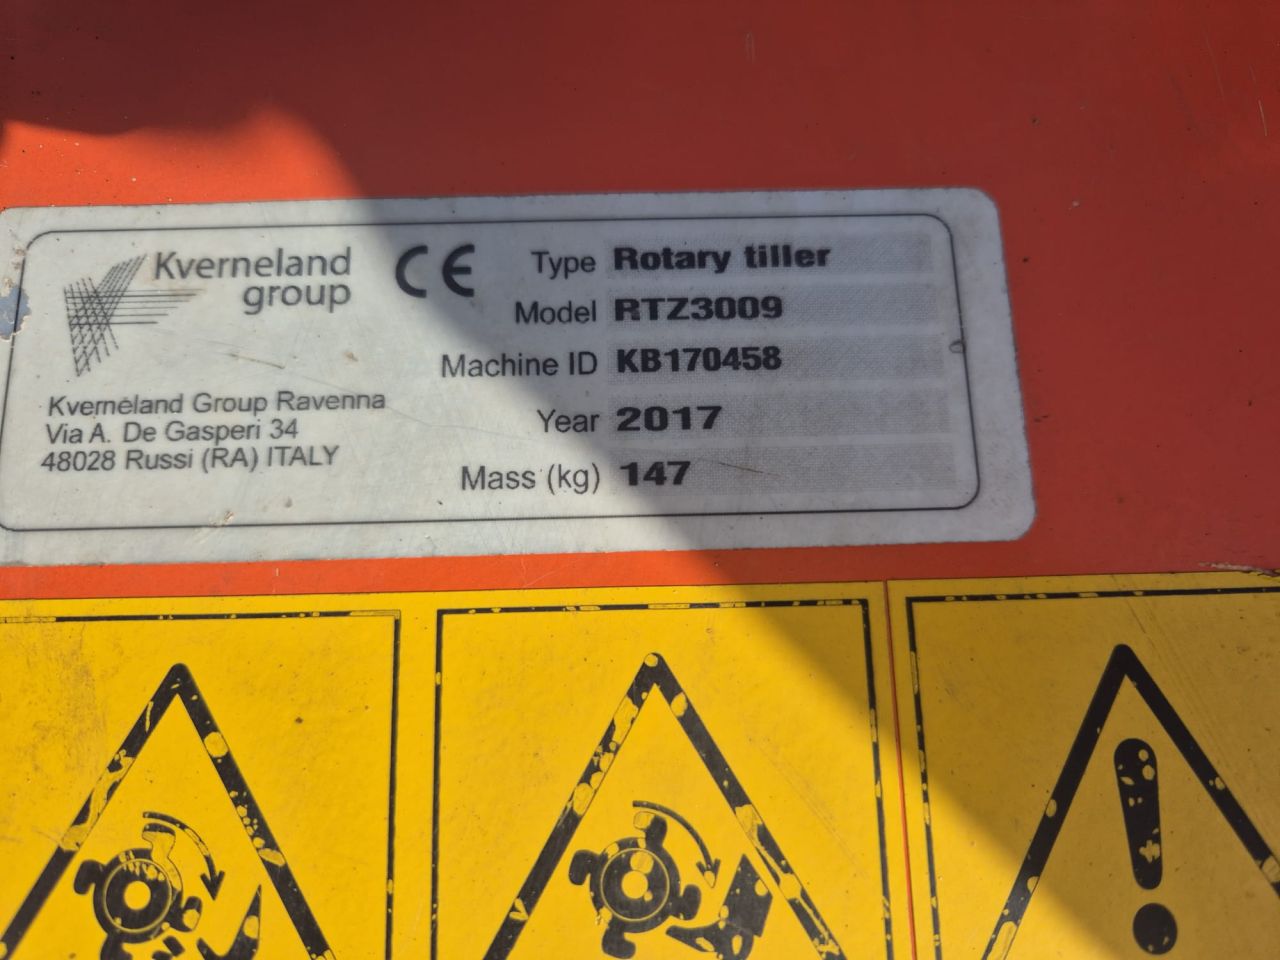 Kverneland
group
CE
Type Rotary tiller
Model RTZ3009
Machine ID KB170458
Year 2017
Mass (kg) 147
Kverneland Group Ravenna
Via A. De Gasperi 34
48028 Russi (RA) ITALY